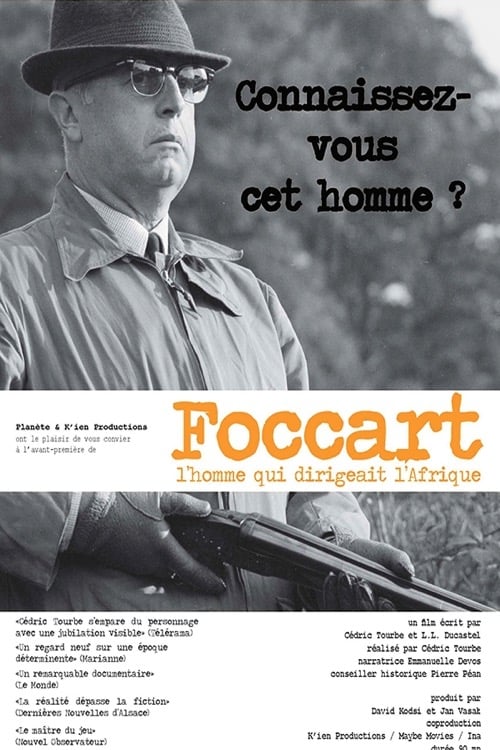 Connaissez-
vous
cet homme ?
Planète & K'ien Productions
ont le plaisir de vous convier
à l'avant-première de
Foccart
l'homme qui dirigeait l'Afrique
«Cédric Tourbe s'empare du personnage
avec une jubilation visible» (Télérama)
«Un regard neuf sur une époque
déterminente» (Marianne)
«Un remarquable documentaire»
(Le Monde)
«La réalité dépasse la fiction»
(Dernières Nouvelles d'Alsace)
«Le maître du jeu»
(Nouvel Observateur)
un film écrit par
Cédric Tourbe et L.L. Ducastel
réalisé par Cédric Tourbe
narratrice Emmanuelle Devos
conseiller historique Pierre Péan
produit par
David Kodsi et Jan Vasak
coproduction
K'ien Productions / Maybe Movies / Ina
durée 90 mn